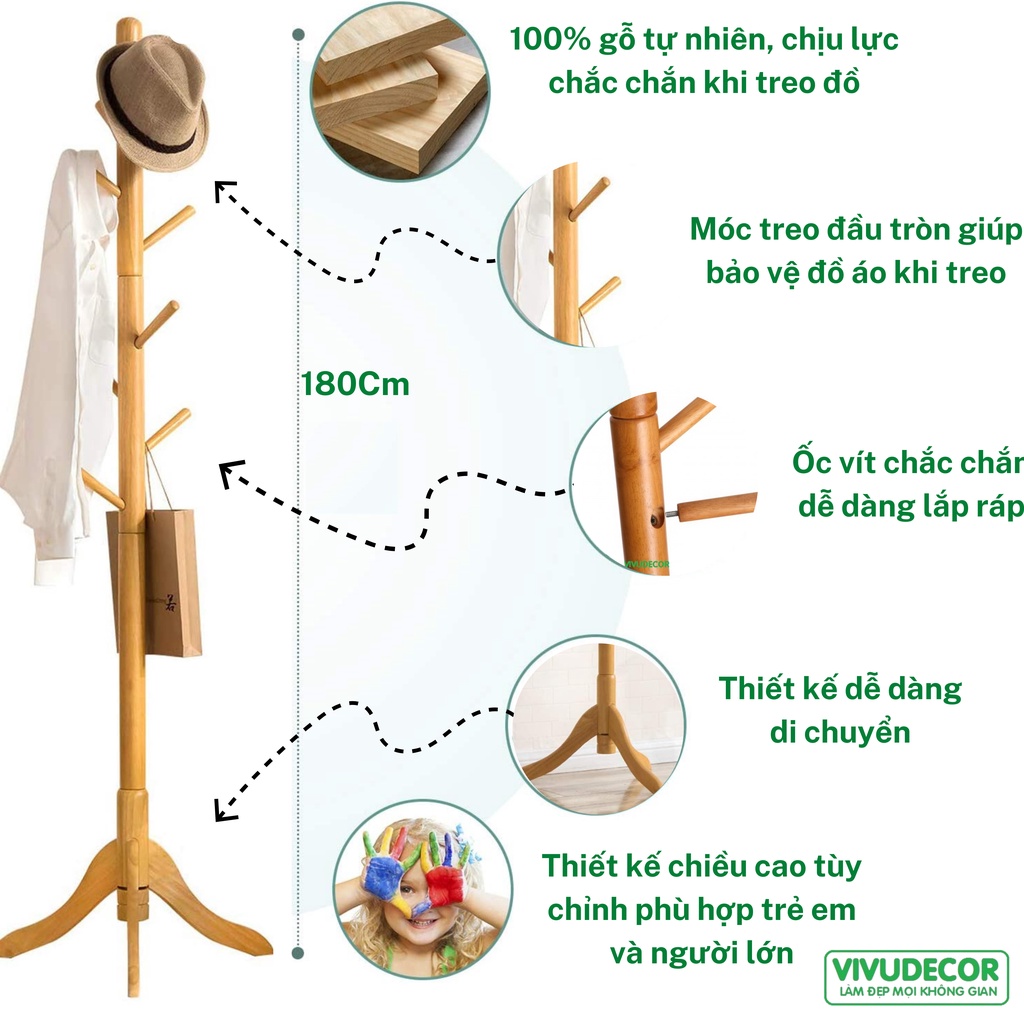 100% gỗ tự nhiên, chịu lực
chắc chắn khi treo đồ
Móc treo đầu tròn giúp
bảo vệ đồ áo khi treo
180Cm
Ốc vít chắc chắn
dễ dàng lắp ráp
VIVUDECOR
Thiết kế dễ dàng
di chuyển
Thiết kế chiều cao tùy
chỉnh phù hợp trẻ em
và người lớn
VIVUDECOR
LÀM ĐẸP MỌI KHÔNG GIAN